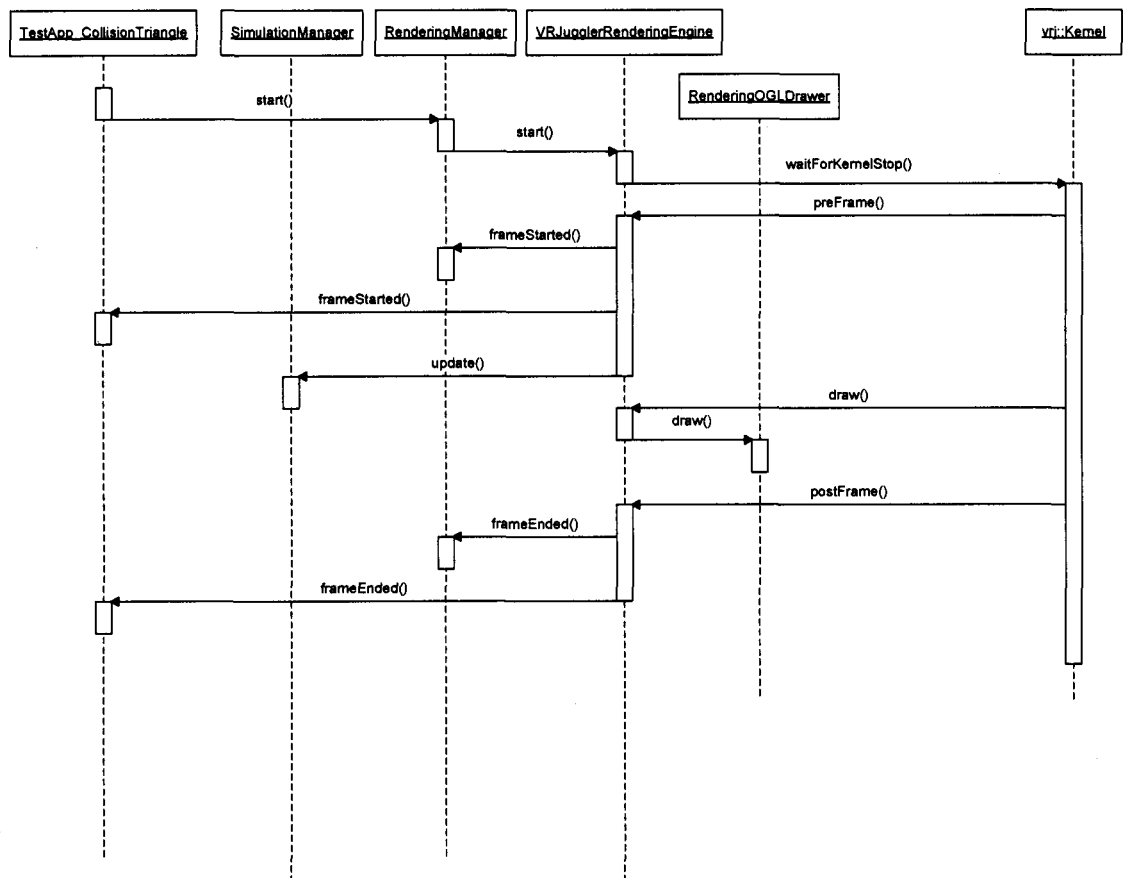 TestApp_CollisionTriangle
SimulationManager
RenderingManager
VRJugglerRenderingEngine
vrj::Kernel
RenderingOGLDrawer
start()
start()
waitForKernelStop()
preFrame()
frameStarted()
frameStarted()
update()
draw()
draw()
postFrame()
frameEnded()
frameEnded()